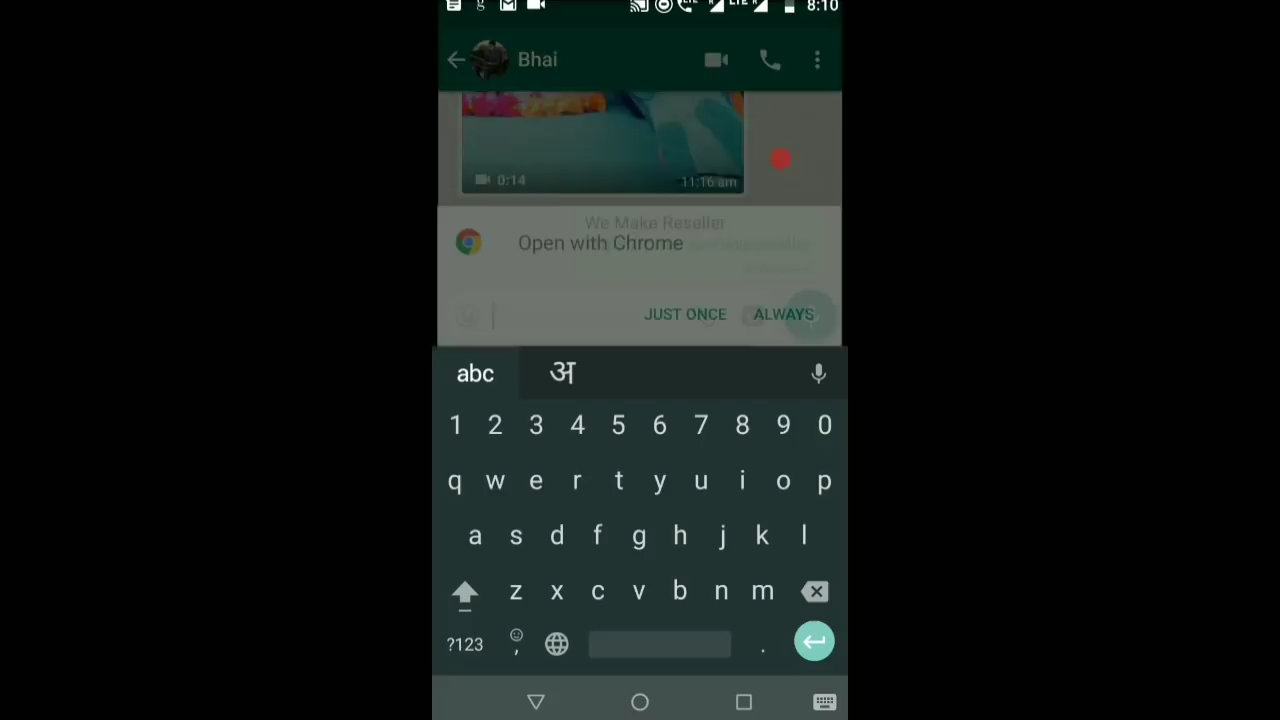 8:10
Bhai
0:14
11:16 am
We Make Reseller
Open with Chrome
JUST ONCE ALWAYS
abc अ
1 2 3 4 5 6 7 8 9 0
q w e r t y u i o p
a s d f g h j k l
z x c v b n m
?123 , .